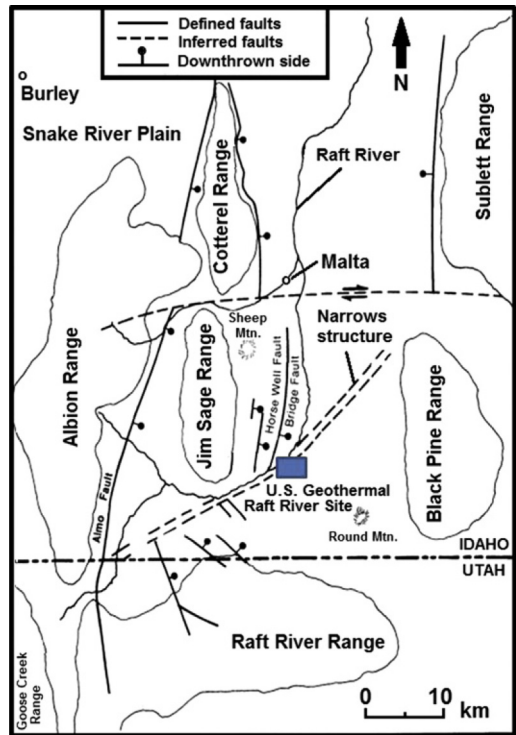 Defined faults
Inferred faults
Downthrown side
N
Burley
Snake River Plain
Cotterel Range
Raft River
Sublett Range
Malta
Sheep
Mtn.
Narrows
structure
Albion Range
Jim Sage Range
Horse Well Fault
Bridge Fault
Black Pine Range
Almo Fault
U.S. Geothermal
Raft River Site
Round Mtn.
IDAHO
UTAH
Raft River Range
Goose Creek
Range
0 10
km